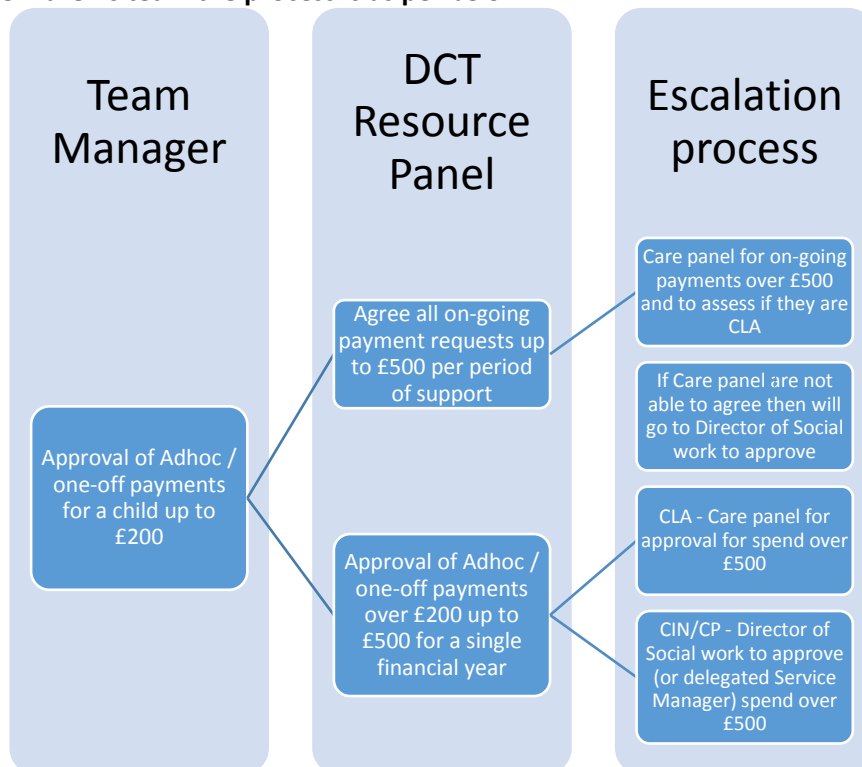 Team
Manager
Approval of Adhoc /
one-off payments
for a child up to
£200
DCT
Resource
Panel
Agree all on-going
payment requests up
to £500 per period
of support
Approval of Adhoc /
one-off payments
over £200 up to
£500 for a single
financial year
Escalation
process
Care panel for on-going
payments over £500
and to assess if they are
CLA
If Care panel are not
able to agree then will
go to Director of Social
work to approve
CLA - Care panel for
approval for spend over
£500
CIN/CP - Director of
Social work to approve
(or delegated Service
Manager) spend over
£500